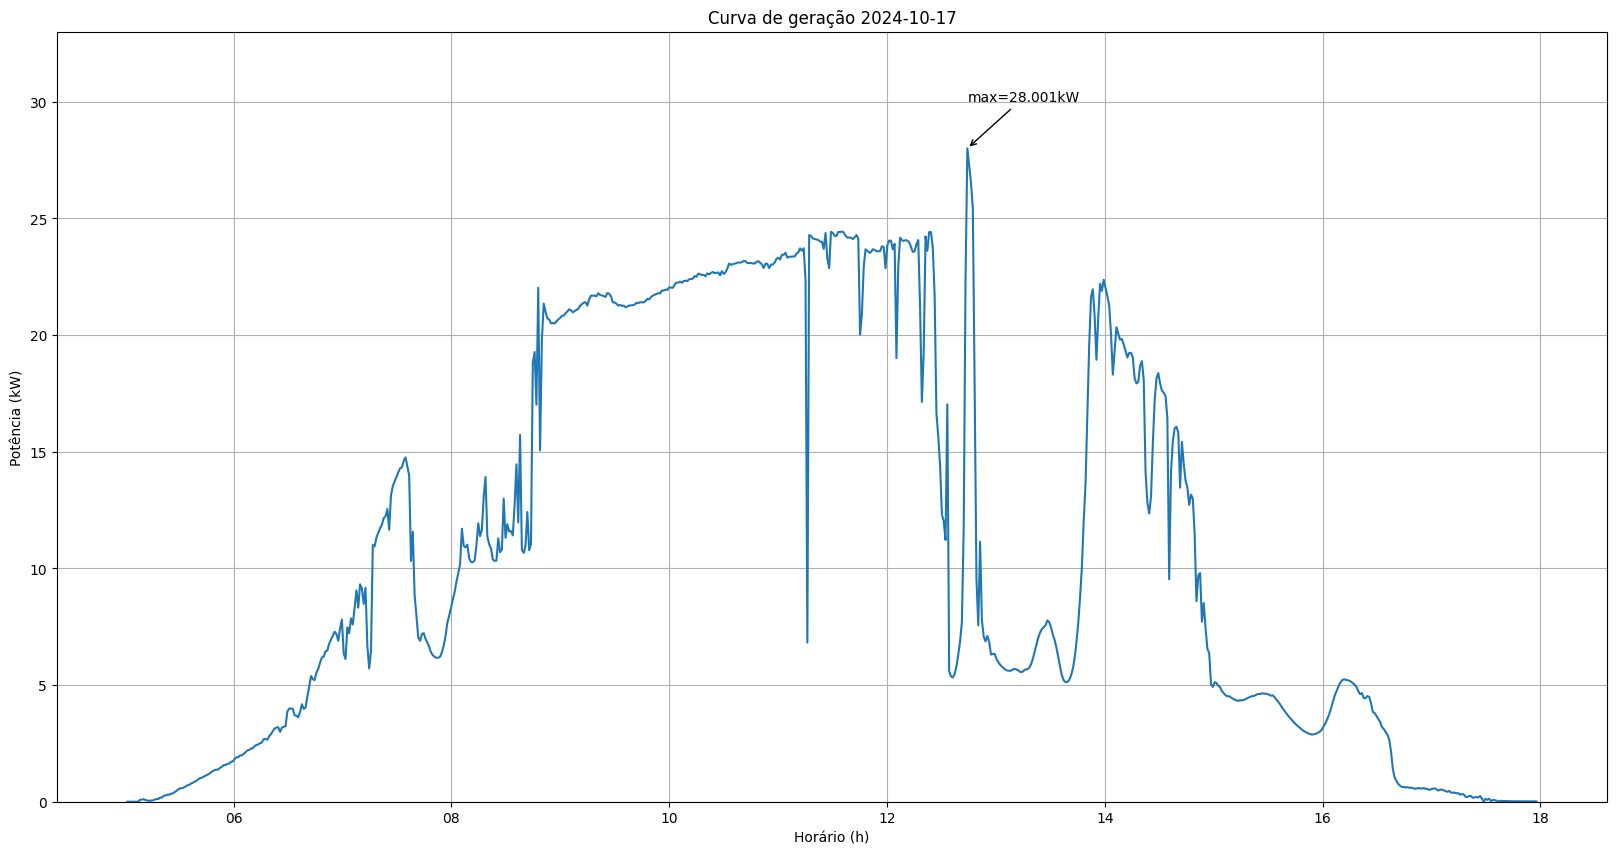 Curva de geração 2024-10-17
max=28.001kW
Potência (kW)
30
25
20
15
10
5
0
06 08 10 12 14 16 18
Horário (h)